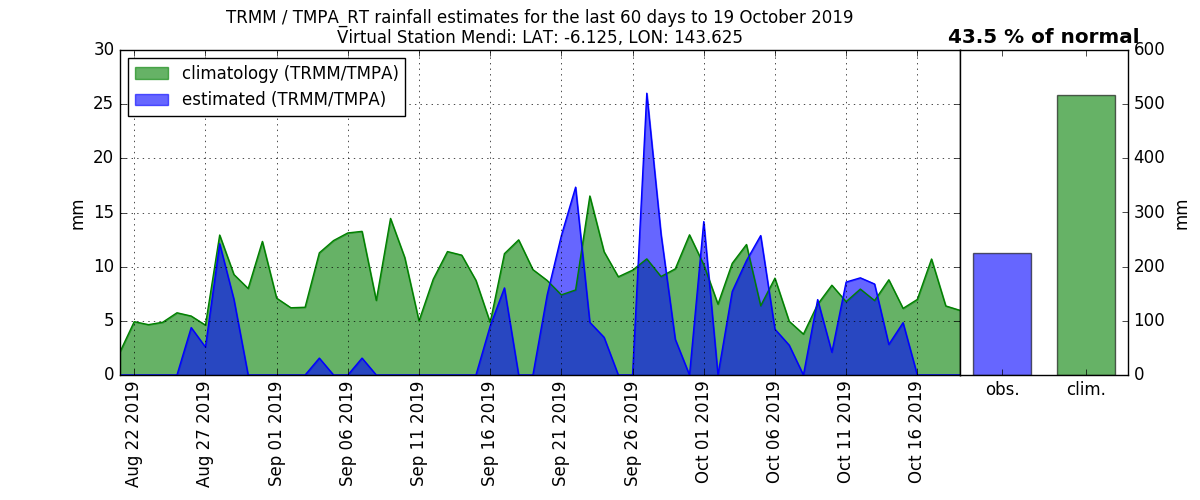 TRMM / TMPA_RT rainfall estimates for the last 60 days to 19 October 2019
Virtual Station Mendi: LAT: -6.125, LON: 143.625
43.5 % of normal
climatology (TRMM/TMPA)
estimated (TRMM/TMPA)
30
25
20
15
10
5
0
mm
Aug 22 2019
Aug 27 2019
Sep 01 2019
Sep 06 2019
Sep 11 2019
Sep 16 2019
Sep 21 2019
Sep 26 2019
Oct 01 2019
Oct 06 2019
Oct 11 2019
Oct 16 2019
600
500
400
300
200
100
0
mm
obs.
clim.